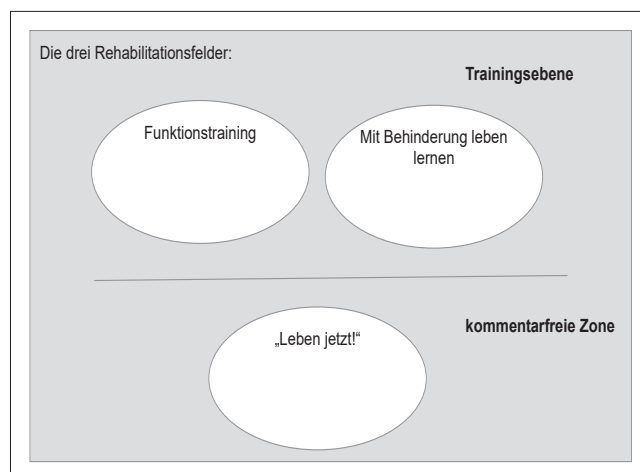 Die drei Rehabilitationsfelder:
Trainingsebene
Funktionstraining
Mit Behinderung leben
lernen
kommentarfreie Zone
„Leben jetzt!“